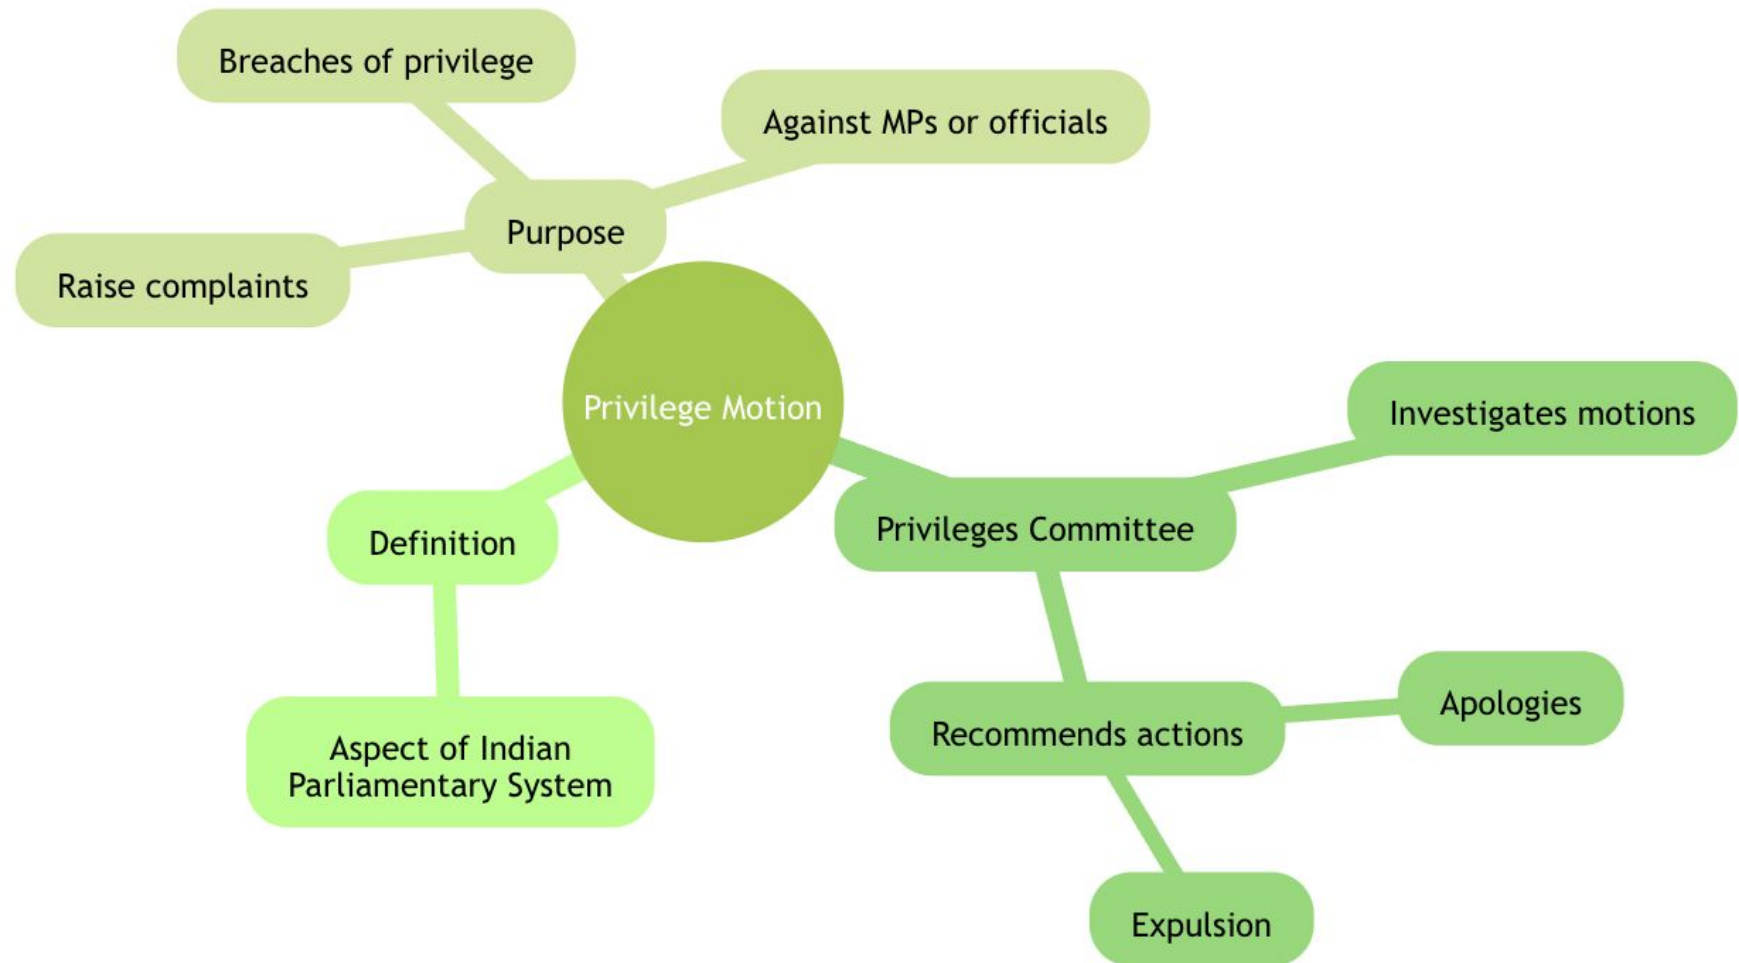 Breaches of privilege
Against MPs or officials
Purpose
Raise complaints
Privilege Motion
Investigates motions
Definition
Privileges Committee
Aspect of Indian
Parliamentary System
Recommends actions
Apologies
Expulsion